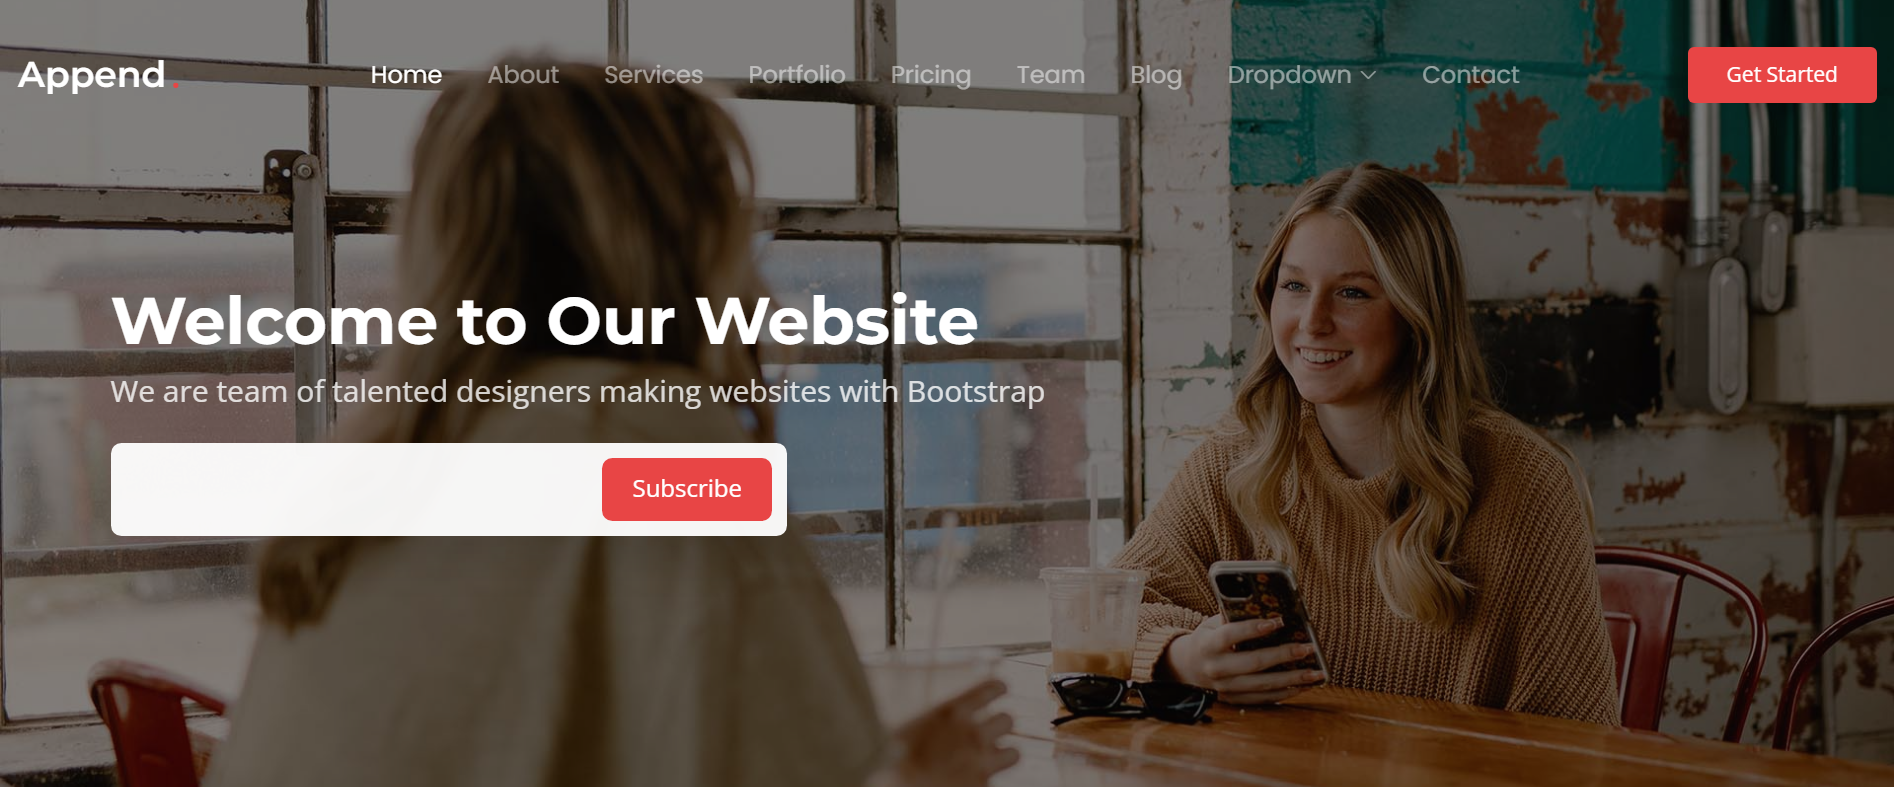 Append.
Home About Services Portfolio Pricing Team Blog Dropdown Contact
Get Started
Welcome to Our Website
We are team of talented designers making websites with Bootstrap
Subscribe